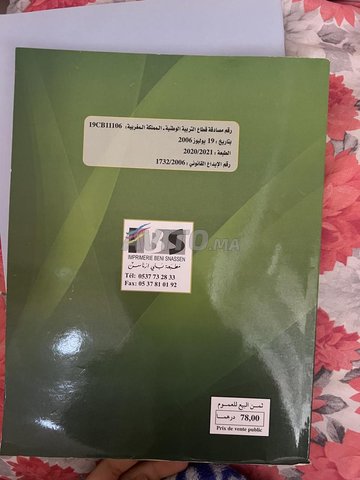 رقم مصادقة قطاع التربية الوطنية - المملكة المغربية: 19CB11106
بتاريخ : 19 يوليوز 2006
الطبعة : 2020/2021
رقم الإيداع القانوني : 1732/2006
IMPRIMERIE BENI SNASSEN
مطبعة بني ازناسن
Tél: 0537 73 28 33
Fax: 05 37 81 01 92
.MA
ثمن البيع للعموم
78,00 درهما
Prix de vente public